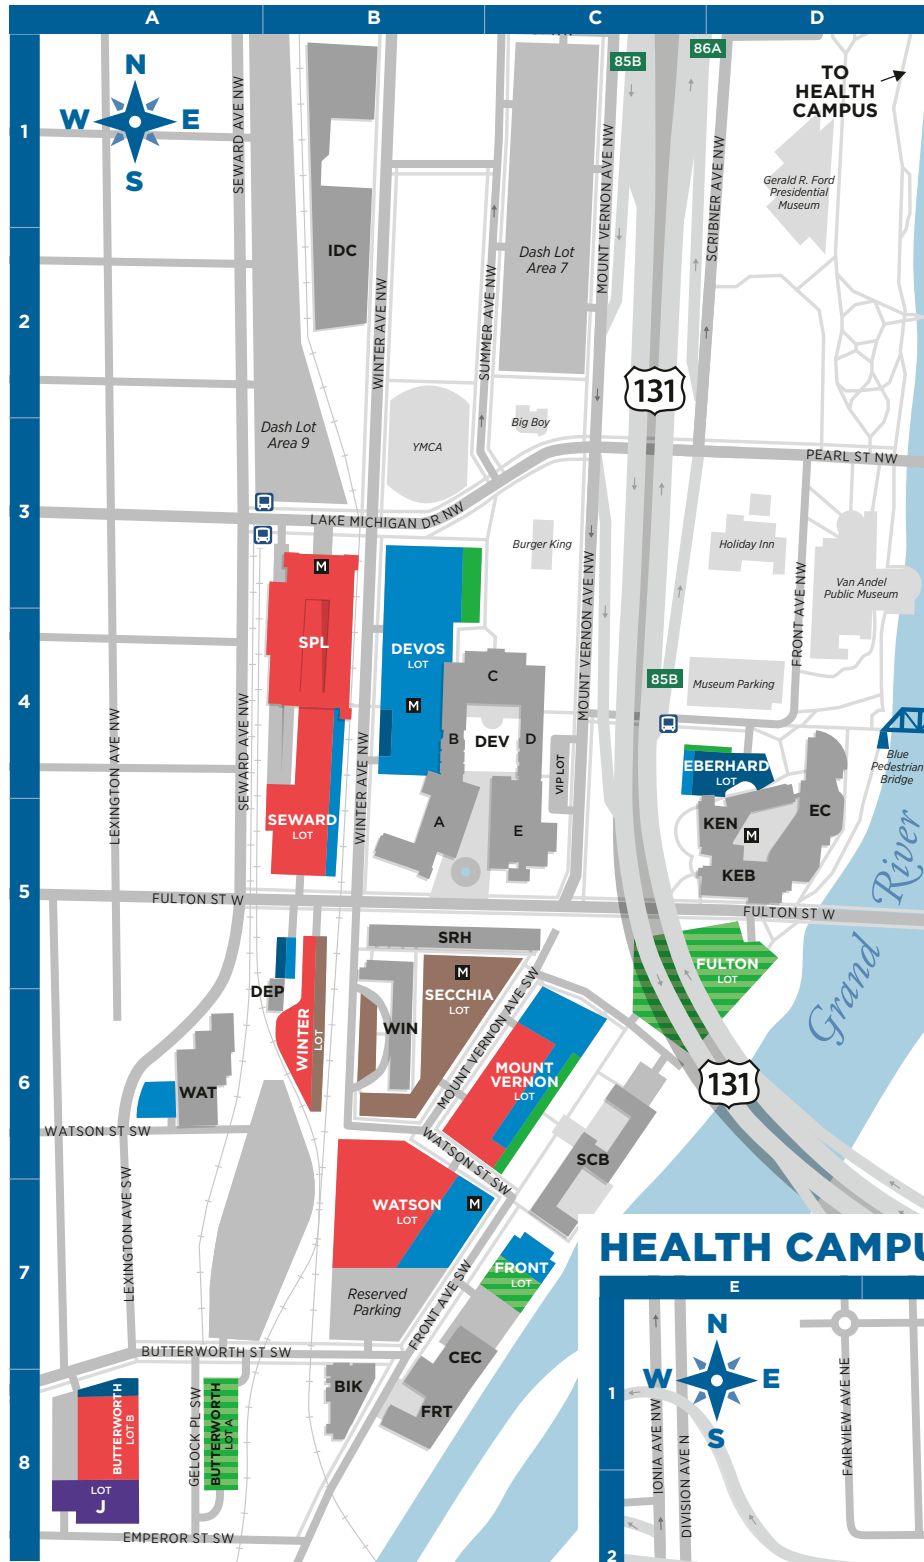 A
B
C
D
1
2
3
4
5
6
7
8
N
W
E
S
85B
86A
TO
HEALTH
CAMPUS
SEWARD AVE NW
IDC
WINTER AVE NW
SUMMER AVE NW
Dash Lot
Area 7
MOUNT VERNON AVE NW
SCRIBNER AVE NW
Gerald R. Ford
Presidential
Museum
131
Dash Lot
Area 9
YMCA
Big Boy
PEARL ST NW
LAKE MICHIGAN DR NW
Burger King
Holiday Inn
Van Andel
Public Museum
FRONT AVE NW
MOUNT VERNON AVE NW
M
SPL
DEVOS
LOT
M
C
B
DEV
D
A
E
VIP LOT
85B
Museum Parking
Blue
Pedestrian
Bridge
EBERHARD
LOT
KEN
M
EC
KEB
LEXINGTON AVE NW
SEWARD AVE NW
WINTER AVE NW
SEWARD
LOT
FULTON ST W
FULTON ST W
Grand River
SRH
M
SECCHIA
LOT
WIN
DEP
WINTER
LOT
MOUNT VERNON AVE SW
FULTON
LOT
131
WAT
MOUNT
VERNON
LOT
WATSON ST SW
WATSON ST SW
SCB
WATSON
LOT
M
LEXINGTON AVE SW
Reserved
Parking
FRONT AVE SW
FRONT
LOT
BUTTERWORTH ST SW
CEC
BIK
FRT
BUTTERWORTH
LOT B
GELOCK PL SW
BUTTERWORTH
LOT A
LOT
J
EMPEROR ST SW
HEALTH CAMPU
E
1
2
N
W
E
S
IONIA AVE NW
DIVISION AVE N
FAIRVIEW AVE NE